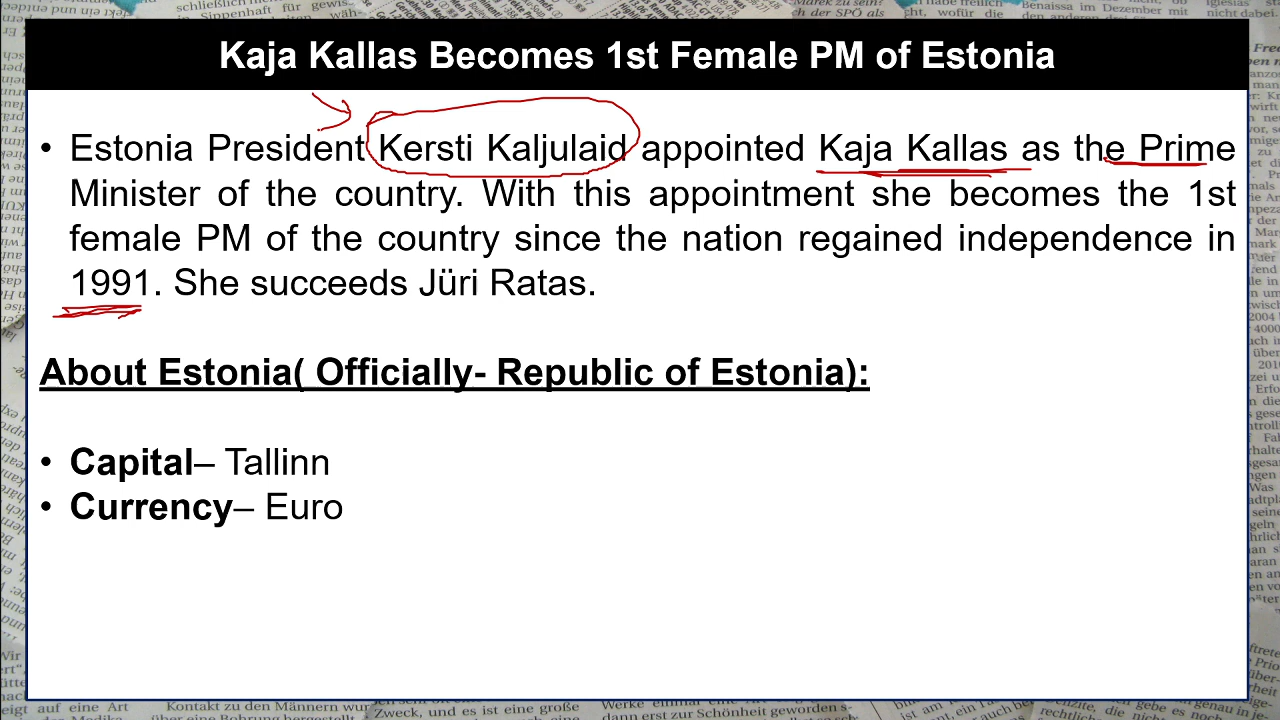 Kaja Kallas Becomes 1st Female PM of Estonia
• Estonia President Kersti Kaljulaid appointed Kaja Kallas as the Prime
Minister of the country. With this appointment she becomes the 1st
female PM of the country since the nation regained independence in
1991. She succeeds Jüri Ratas.
About Estonia( Officially- Republic of Estonia):
• Capital– Tallinn
• Currency– Euro